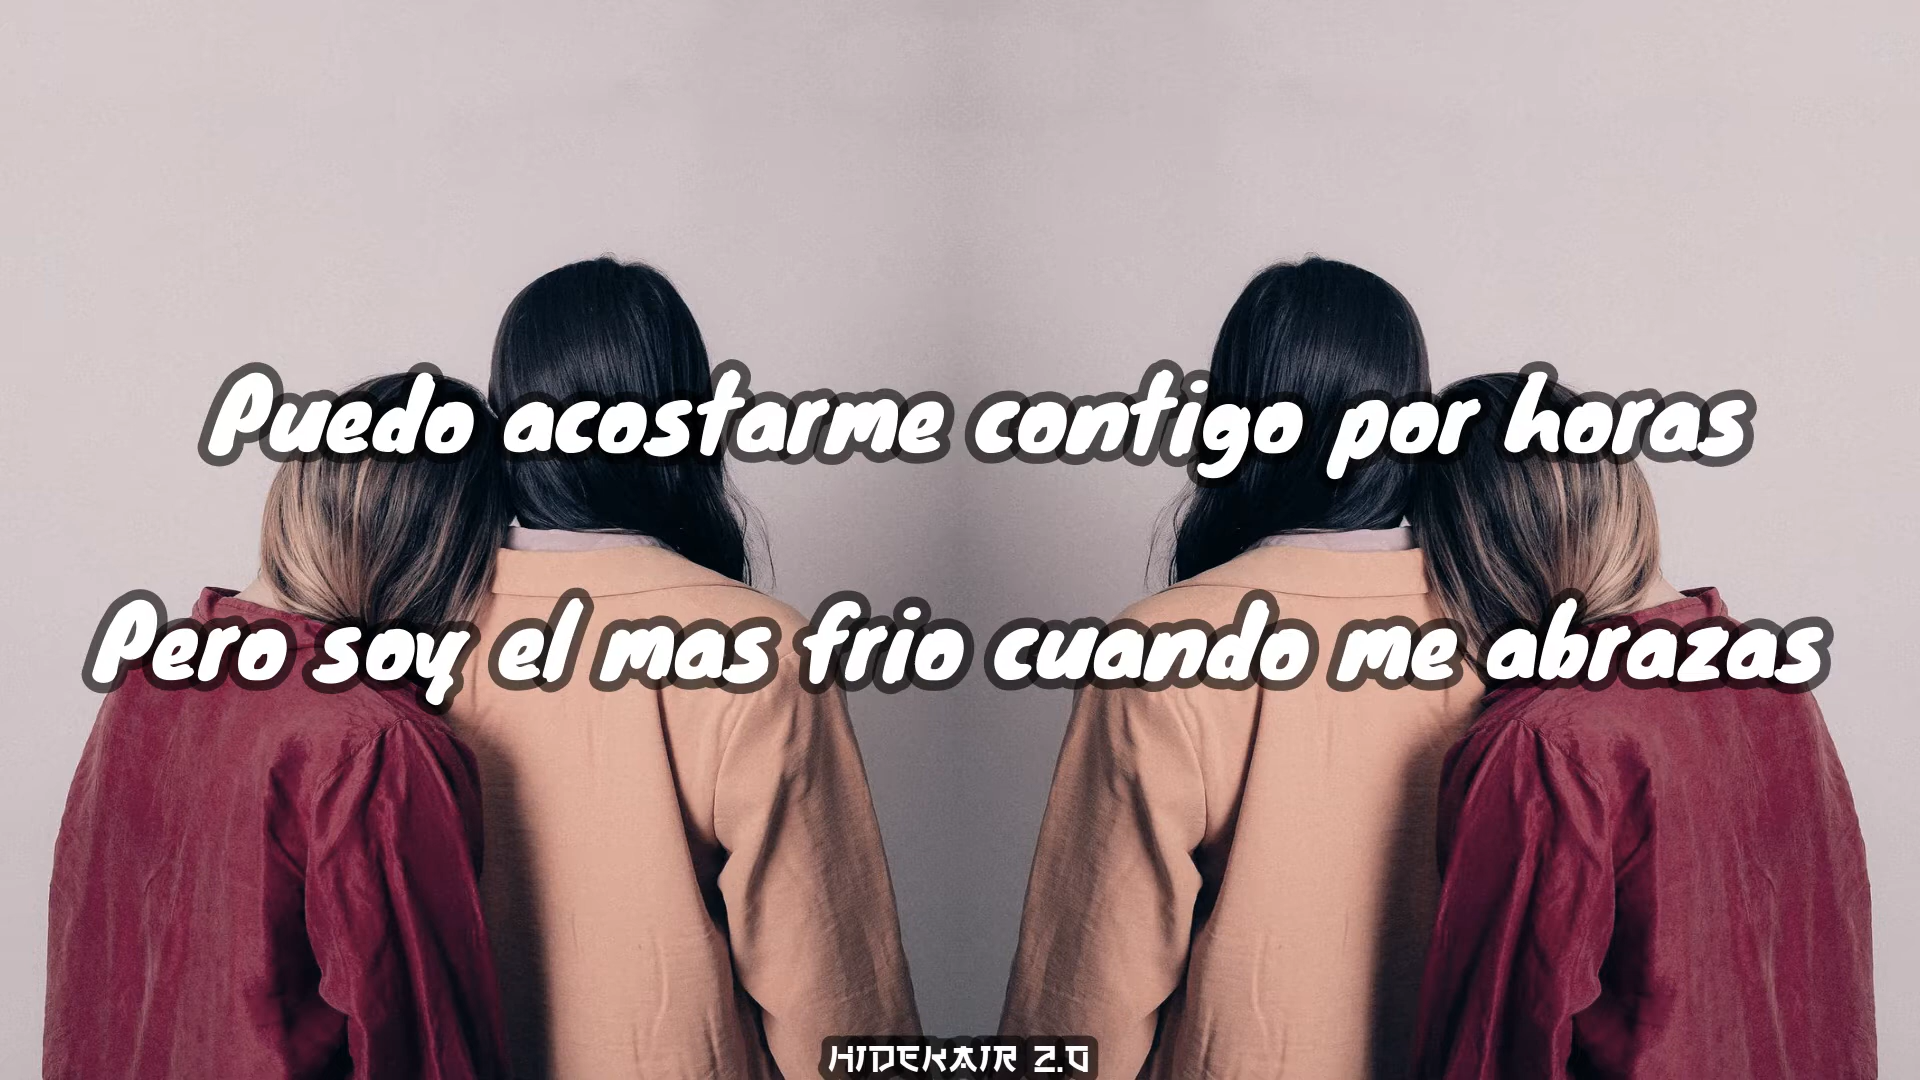 Puedo acostarme contigo por horas
Pero soy el mas frio cuando me abrazas
HIDEKAIR 2.0